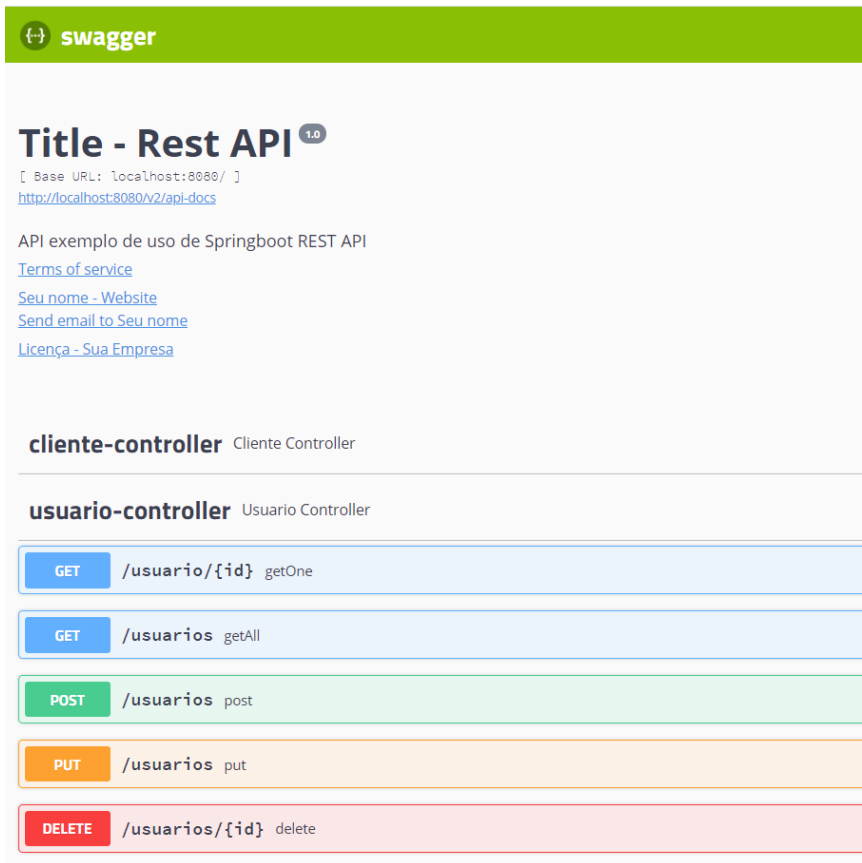 {...} swagger
Title - Rest API 1.0
[ Base URL: localhost:8080/ ]
http://localhost:8080/v2/api-docs
API exemplo de uso de Springboot REST API
Terms of service
Seu nome - Website
Send email to Seu nome
Licença - Sua Empresa
cliente-controller Cliente Controller
usuario-controller Usuario Controller
GET /usuario/{id} getOne
GET /usuarios getAll
POST /usuarios post
PUT /usuarios put
DELETE /usuarios/{id} delete